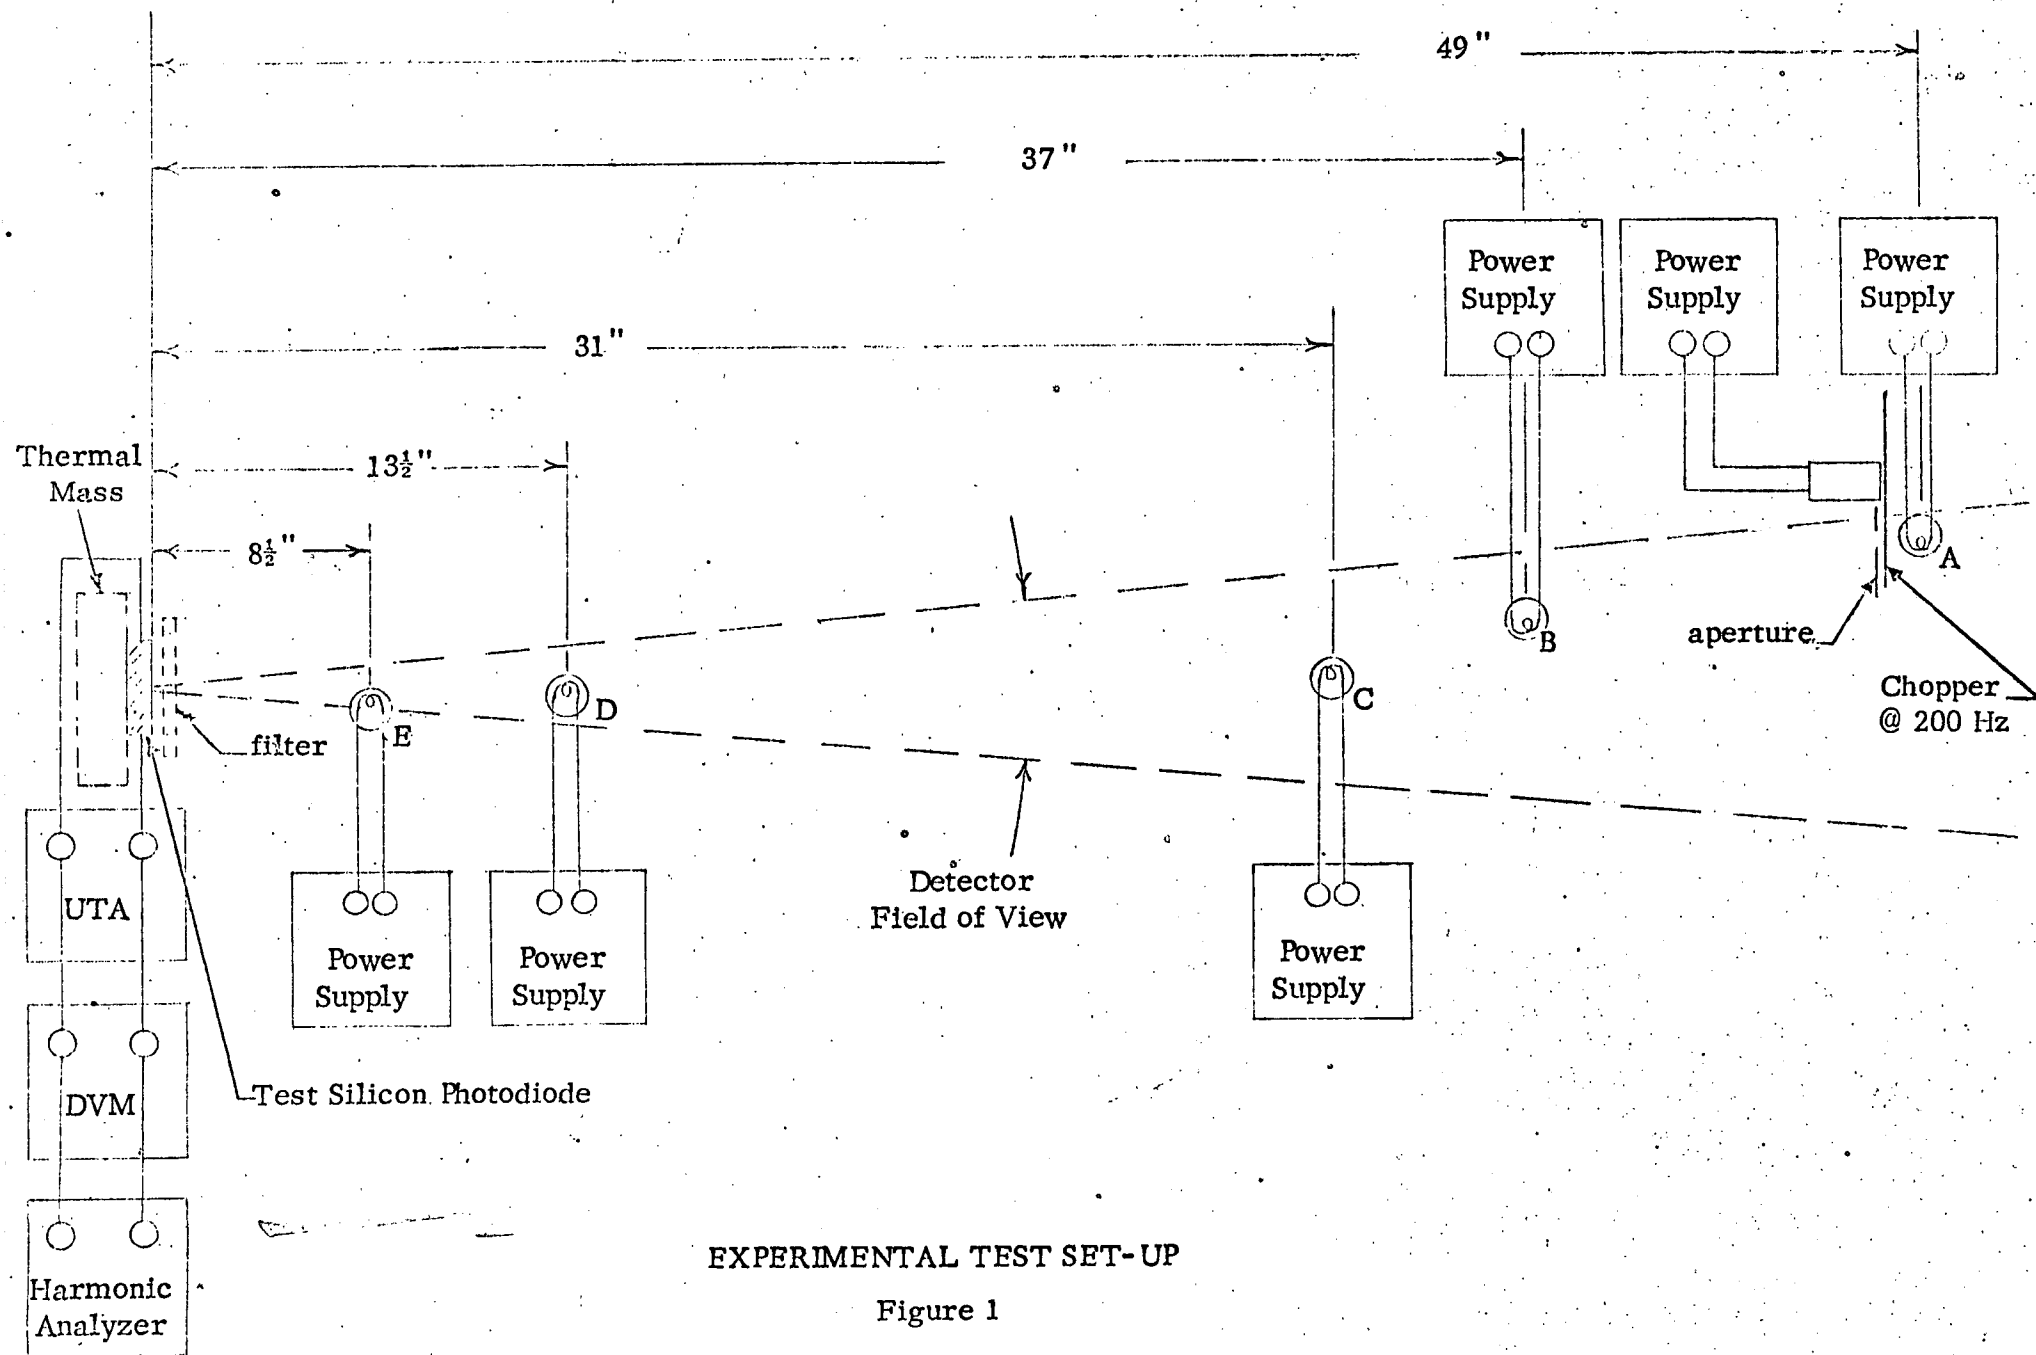 49"
37"
Power
Supply
Power
Supply
Power
Supply
31"
Thermal
Mass
13½"
8½"
A
aperture
B
Chopper
@ 200 Hz
C
D
E
filter
Detector
Field of View
UTA
Power
Supply
Power
Supply
Power
Supply
DVM
Test Silicon Photodiode
Harmonic
Analyzer
EXPERIMENTAL TEST SET-UP
Figure 1